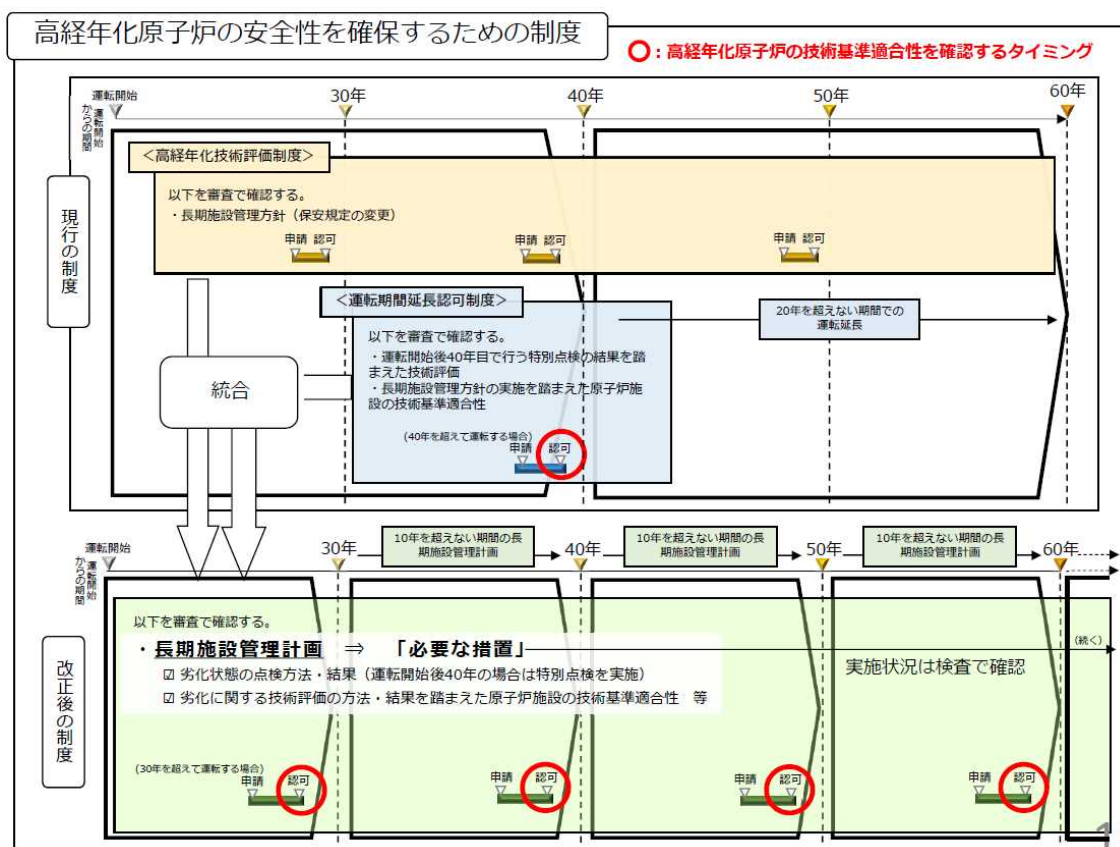 高経年化原子炉の安全性を確保するための制度
〇：高経年化原子炉の技術基準適合性を確認するタイミング
運転開始
運転開始
からの期間
30年
40年
50年
60年
現行の制度
＜高経年化技術評価制度＞
以下を審査で確認する。
・長期施設管理方針（保安規定の変更）
申請 認可
申請 認可
申請 認可
＜運転期間延長認可制度＞
以下を審査で確認する。
・運転開始後40年目で行う特別点検の結果を踏
まえた技術評価
・長期施設管理方針の実施を踏まえた原子炉施
設の技術基準適合性
(40年を超えて運転する場合)
申請 認可
20年を超えない期間での
運転延長
統合
運転開始
運転開始
からの期間
30年
10年を超えない期間の長
期施設管理計画
40年
10年を超えない期間の長
期施設管理計画
50年
10年を超えない期間の長
期施設管理計画
60年
改正後の制度
以下を審査で確認する。
・長期施設管理計画 ⇒ 「必要な措置」
☑ 劣化状態の点検方法・結果（運転開始後40年の場合は特別点検を実施）
☑ 劣化に関する技術評価の方法・結果を踏まえた原子炉施設の技術基準適合性 等
実施状況は検査で確認
(続く)
(30年を超えて運転する場合)
申請 認可
申請 認可
申請 認可
申請 認可
1